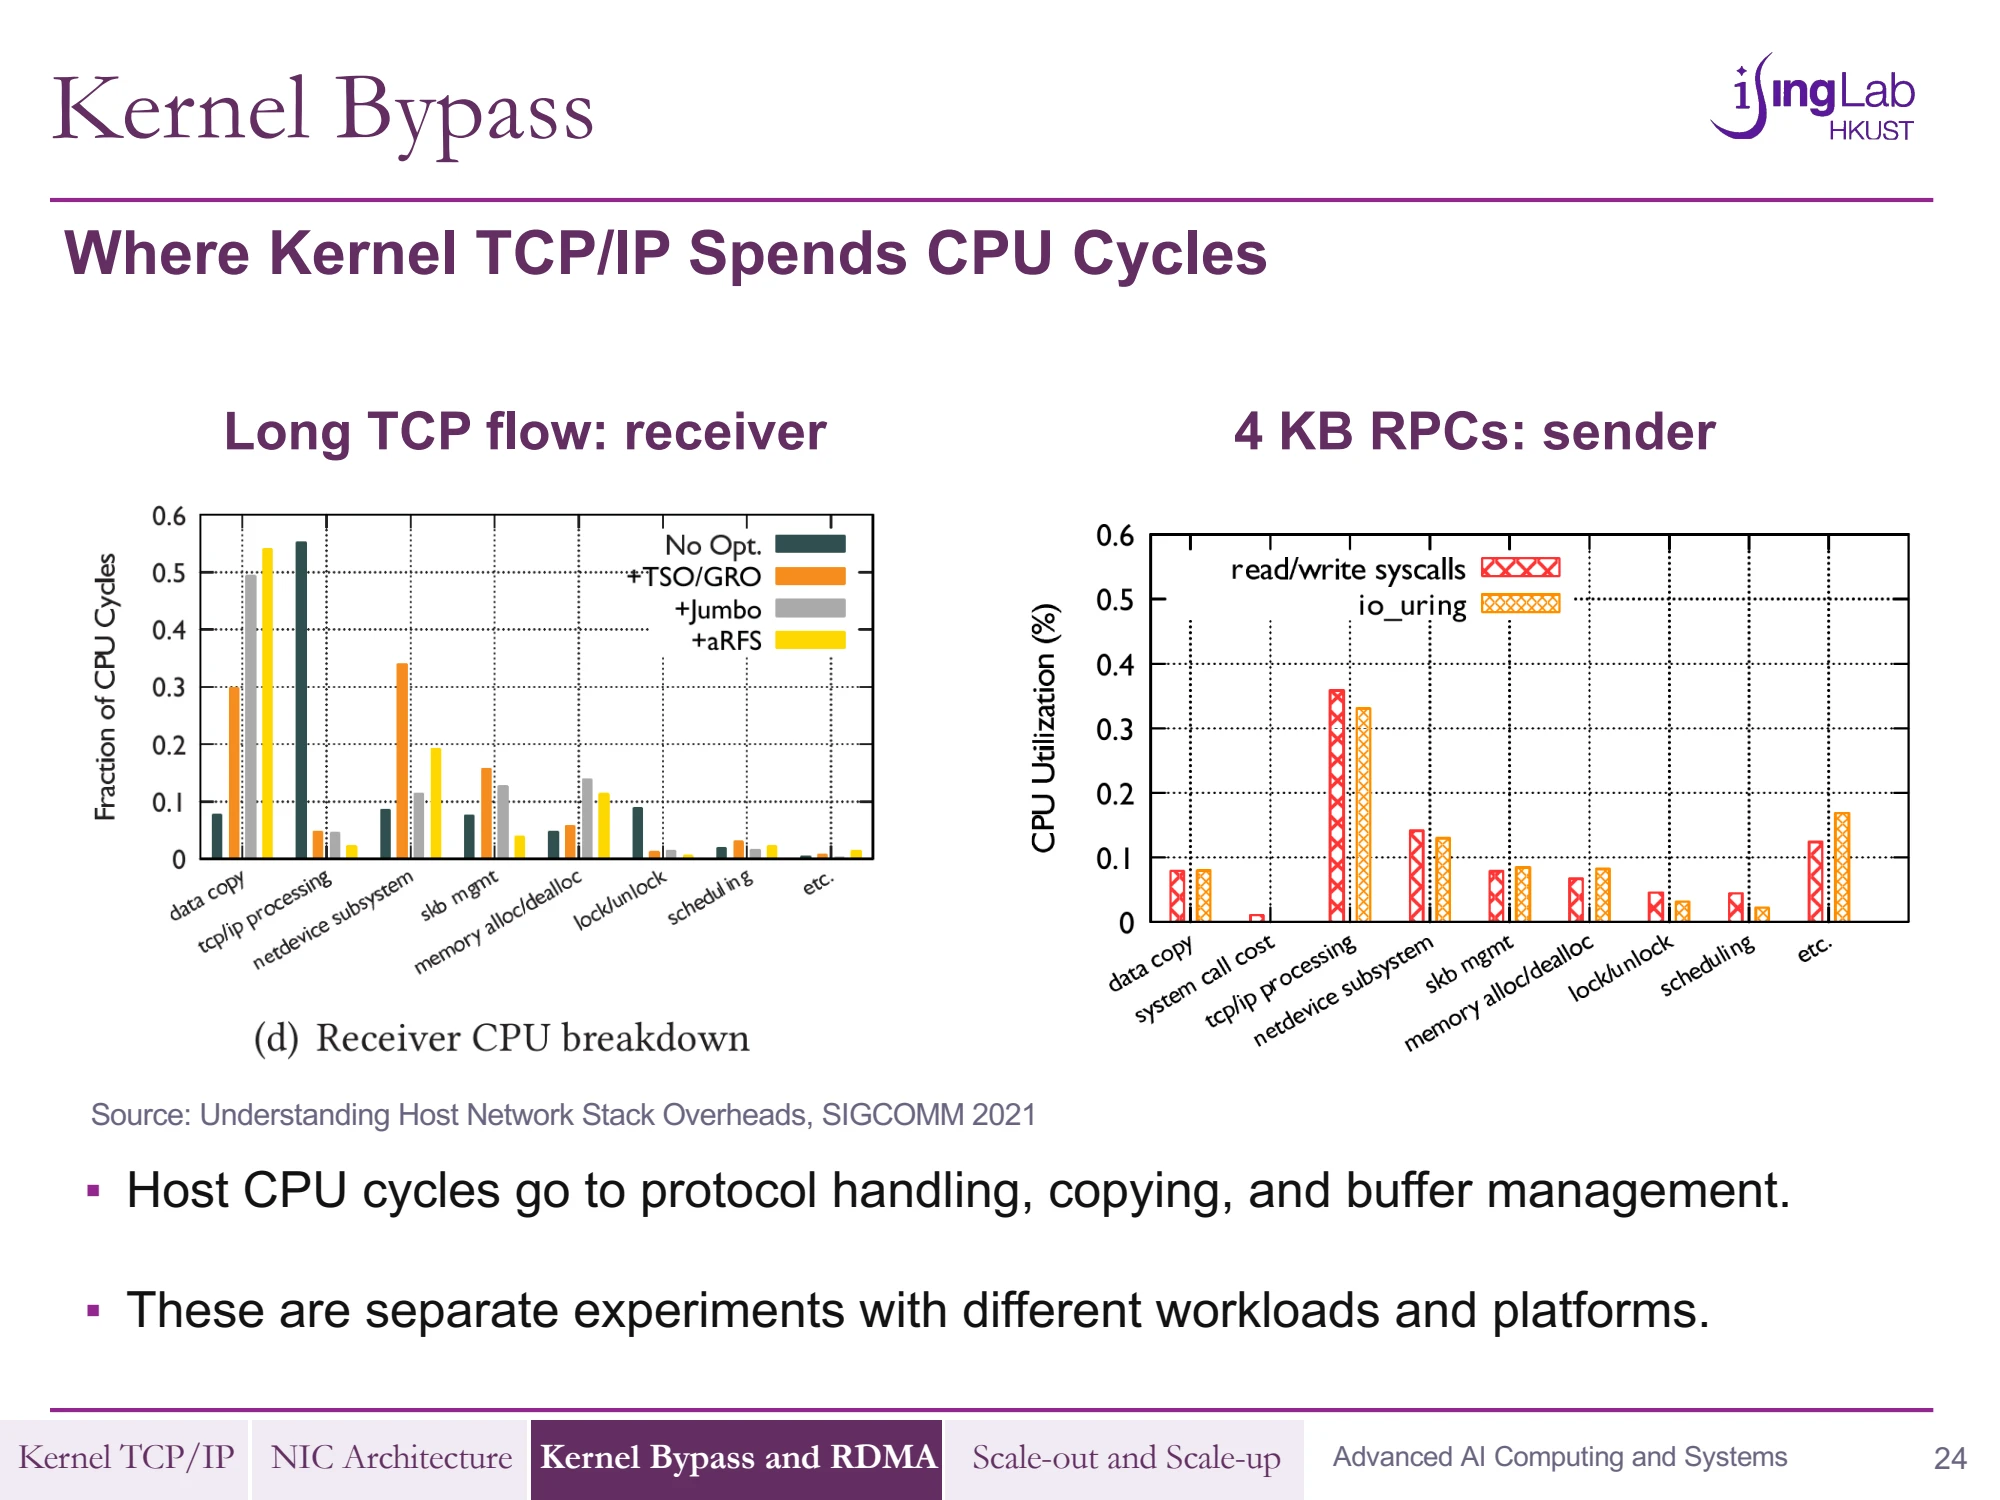 Kernel Bypass
isingLab
HKUST
Where Kernel TCP/IP Spends CPU Cycles
Long TCP flow: receiver
4 KB RPCs: sender
Fraction of CPU Cycles
0.6
0.5
0.4
0.3
0.2
0.1
0
No Opt.
+TSO/GRO
+Jumbo
+aRFS
data copy
tcp/ip processing
netdevice subsystem
skb mgmt
memory alloc/dealloc
lock/unlock
scheduling
etc.
(d) Receiver CPU breakdown
CPU Utilization (%)
0.6
0.5
0.4
0.3
0.2
0.1
0
read/write syscalls
io_uring
data copy
system call cost
tcp/ip processing
netdevice subsystem
skb mgmt
memory alloc/dealloc
lock/unlock
scheduling
etc.
Source: Understanding Host Network Stack Overheads, SIGCOMM 2021
▪ Host CPU cycles go to protocol handling, copying, and buffer management.
▪ These are separate experiments with different workloads and platforms.
Kernel TCP/IP
NIC Architecture
Kernel Bypass and RDMA
Scale-out and Scale-up
Advanced AI Computing and Systems
24